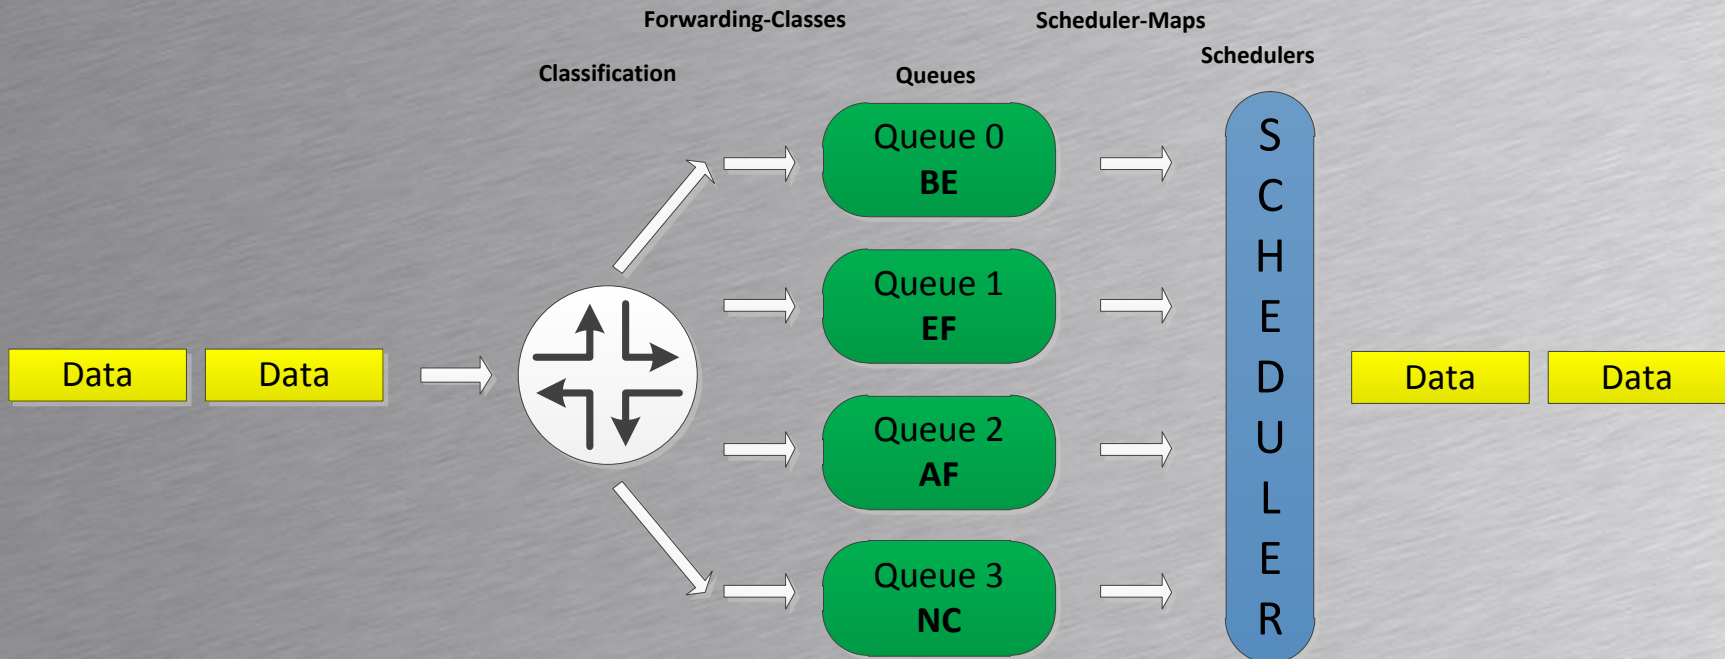 Forwarding-Classes
Scheduler-Maps
Schedulers
Classification
Queues
Queue 0
BE
Queue 1
EF
Data
Data
Queue 2
AF
Queue 3
NC
S
C
H
E
D
U
L
E
R
Data
Data